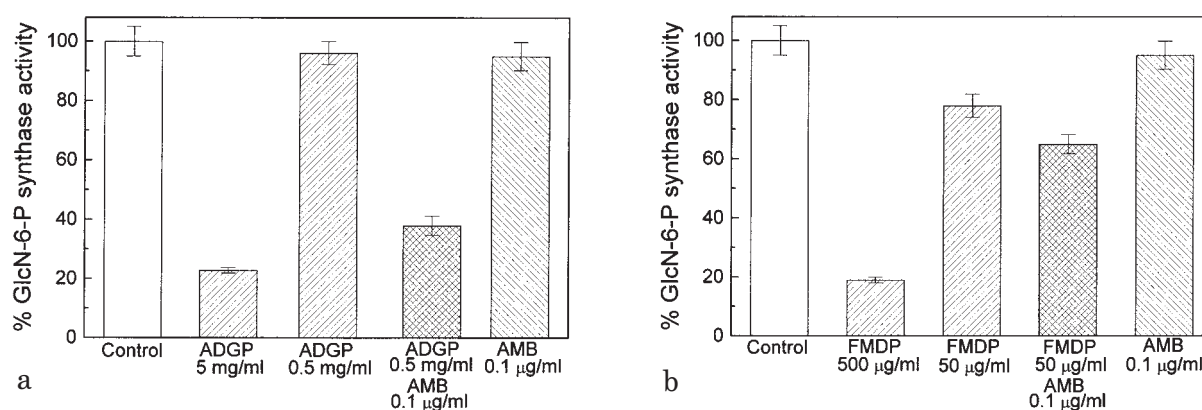 % GlcN-6-P synthase activity
100
80
60
40
20
0
Control
ADGP
5 mg/ml
ADGP
0.5 mg/ml
ADGP
0.5 mg/ml
AMB
0.1 µg/ml
AMB
0.1 µg/ml
a
% GlcN-6-P synthase activity
100
80
60
40
20
0
Control
FMDP
500 µg/ml
FMDP
50 µg/ml
FMDP
50 µg/ml
AMB
0.1 µg/ml
AMB
0.1 µg/ml
b